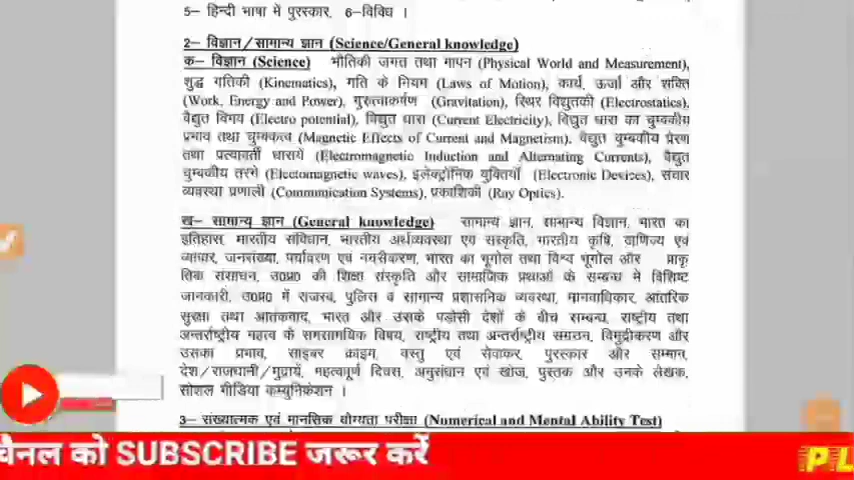 5– हिन्दी भाषा में पुरस्कार, 6–विविध ।
2– विज्ञान/सामान्य ज्ञान (Science/General knowledge)
क– विज्ञान (Science) भौतिकी जगत तथा मापन (Physical World and Measurement),
शुद्ध गतिकी (Kinematics), गति के नियम (Laws of Motion), कार्य, ऊर्जा और शक्ति
(Work, Energy and Power), गुरूत्वाकर्षण (Gravitation), स्थिर विद्युतकी (Electrostatics),
वैद्युत विभय (Electro potential), विद्युत धारा (Current Electricity), विद्युत धारा का चुम्बकीय
प्रभाव तथा चुम्बकत्व (Magnetic Effects of Current and Magnetism), वैद्युत चुम्बकीय प्रेरण
तथा प्रत्यावर्ती धारायें (Electromagnetic Induction and Alternating Currents), वैद्युत
चुम्बकीय तरंगे (Electomagnetic waves), इलेक्ट्रॉनिक युक्तियाँ (Electronic Devices), संचार
व्यवस्था प्रणाली (Communication Systems), प्रकाशिकी (Ray Optics).
ख– सामान्य ज्ञान (General knowledge) सामान्य ज्ञान, सामान्य विज्ञान, भारत का
इतिहास, भारतीय संविधान, भारतीय अर्थव्यवस्था एवं संस्कृति, भारतीय कृषि, वाणिज्य एवं
व्यापार, जनसंख्या, पर्यावरण एवं नगरीकरण, भारत का भूगोल तथा विश्व भूगोल और प्राकृ
तिक संसाधन, उ0प्र0 की शिक्षा संस्कृति और सामाजिक प्रथाओं के सम्बन्ध मे विशिष्ट
जानकारी, उ0प्र0 में राजस्व, पुलिस व सामान्य प्रशासनिक व्यवस्था, मानवाधिकार, आंतरिक
सुरक्षा तथा आतंकवाद, भारत और उसके पडोसी देशों के बीच सम्बन्ध, राष्ट्रीय तथा
अन्तर्राष्ट्रीय महत्व के समसामयिक विषय, राष्ट्रीय तथा अन्तर्राष्ट्रीय संगठन, विमुद्रीकरण और
उसका प्रभाव, साइबर क्राइम, वस्तु एवं सेवाकर, पुरस्कार और सम्मान,
देश/राजधानी/मुद्रायें, महत्वपूर्ण दिवस, अनुसंधान एवं खोज, पुस्तक और उनके लेखक,
सोशल मीडिया कम्युनिकेशन ।
3– संख्यात्मक एवं मानसिक योग्यता परीक्षा (Numerical and Mental Ability Test)
चैनल को SUBSCRIBE जरूर करें
PL